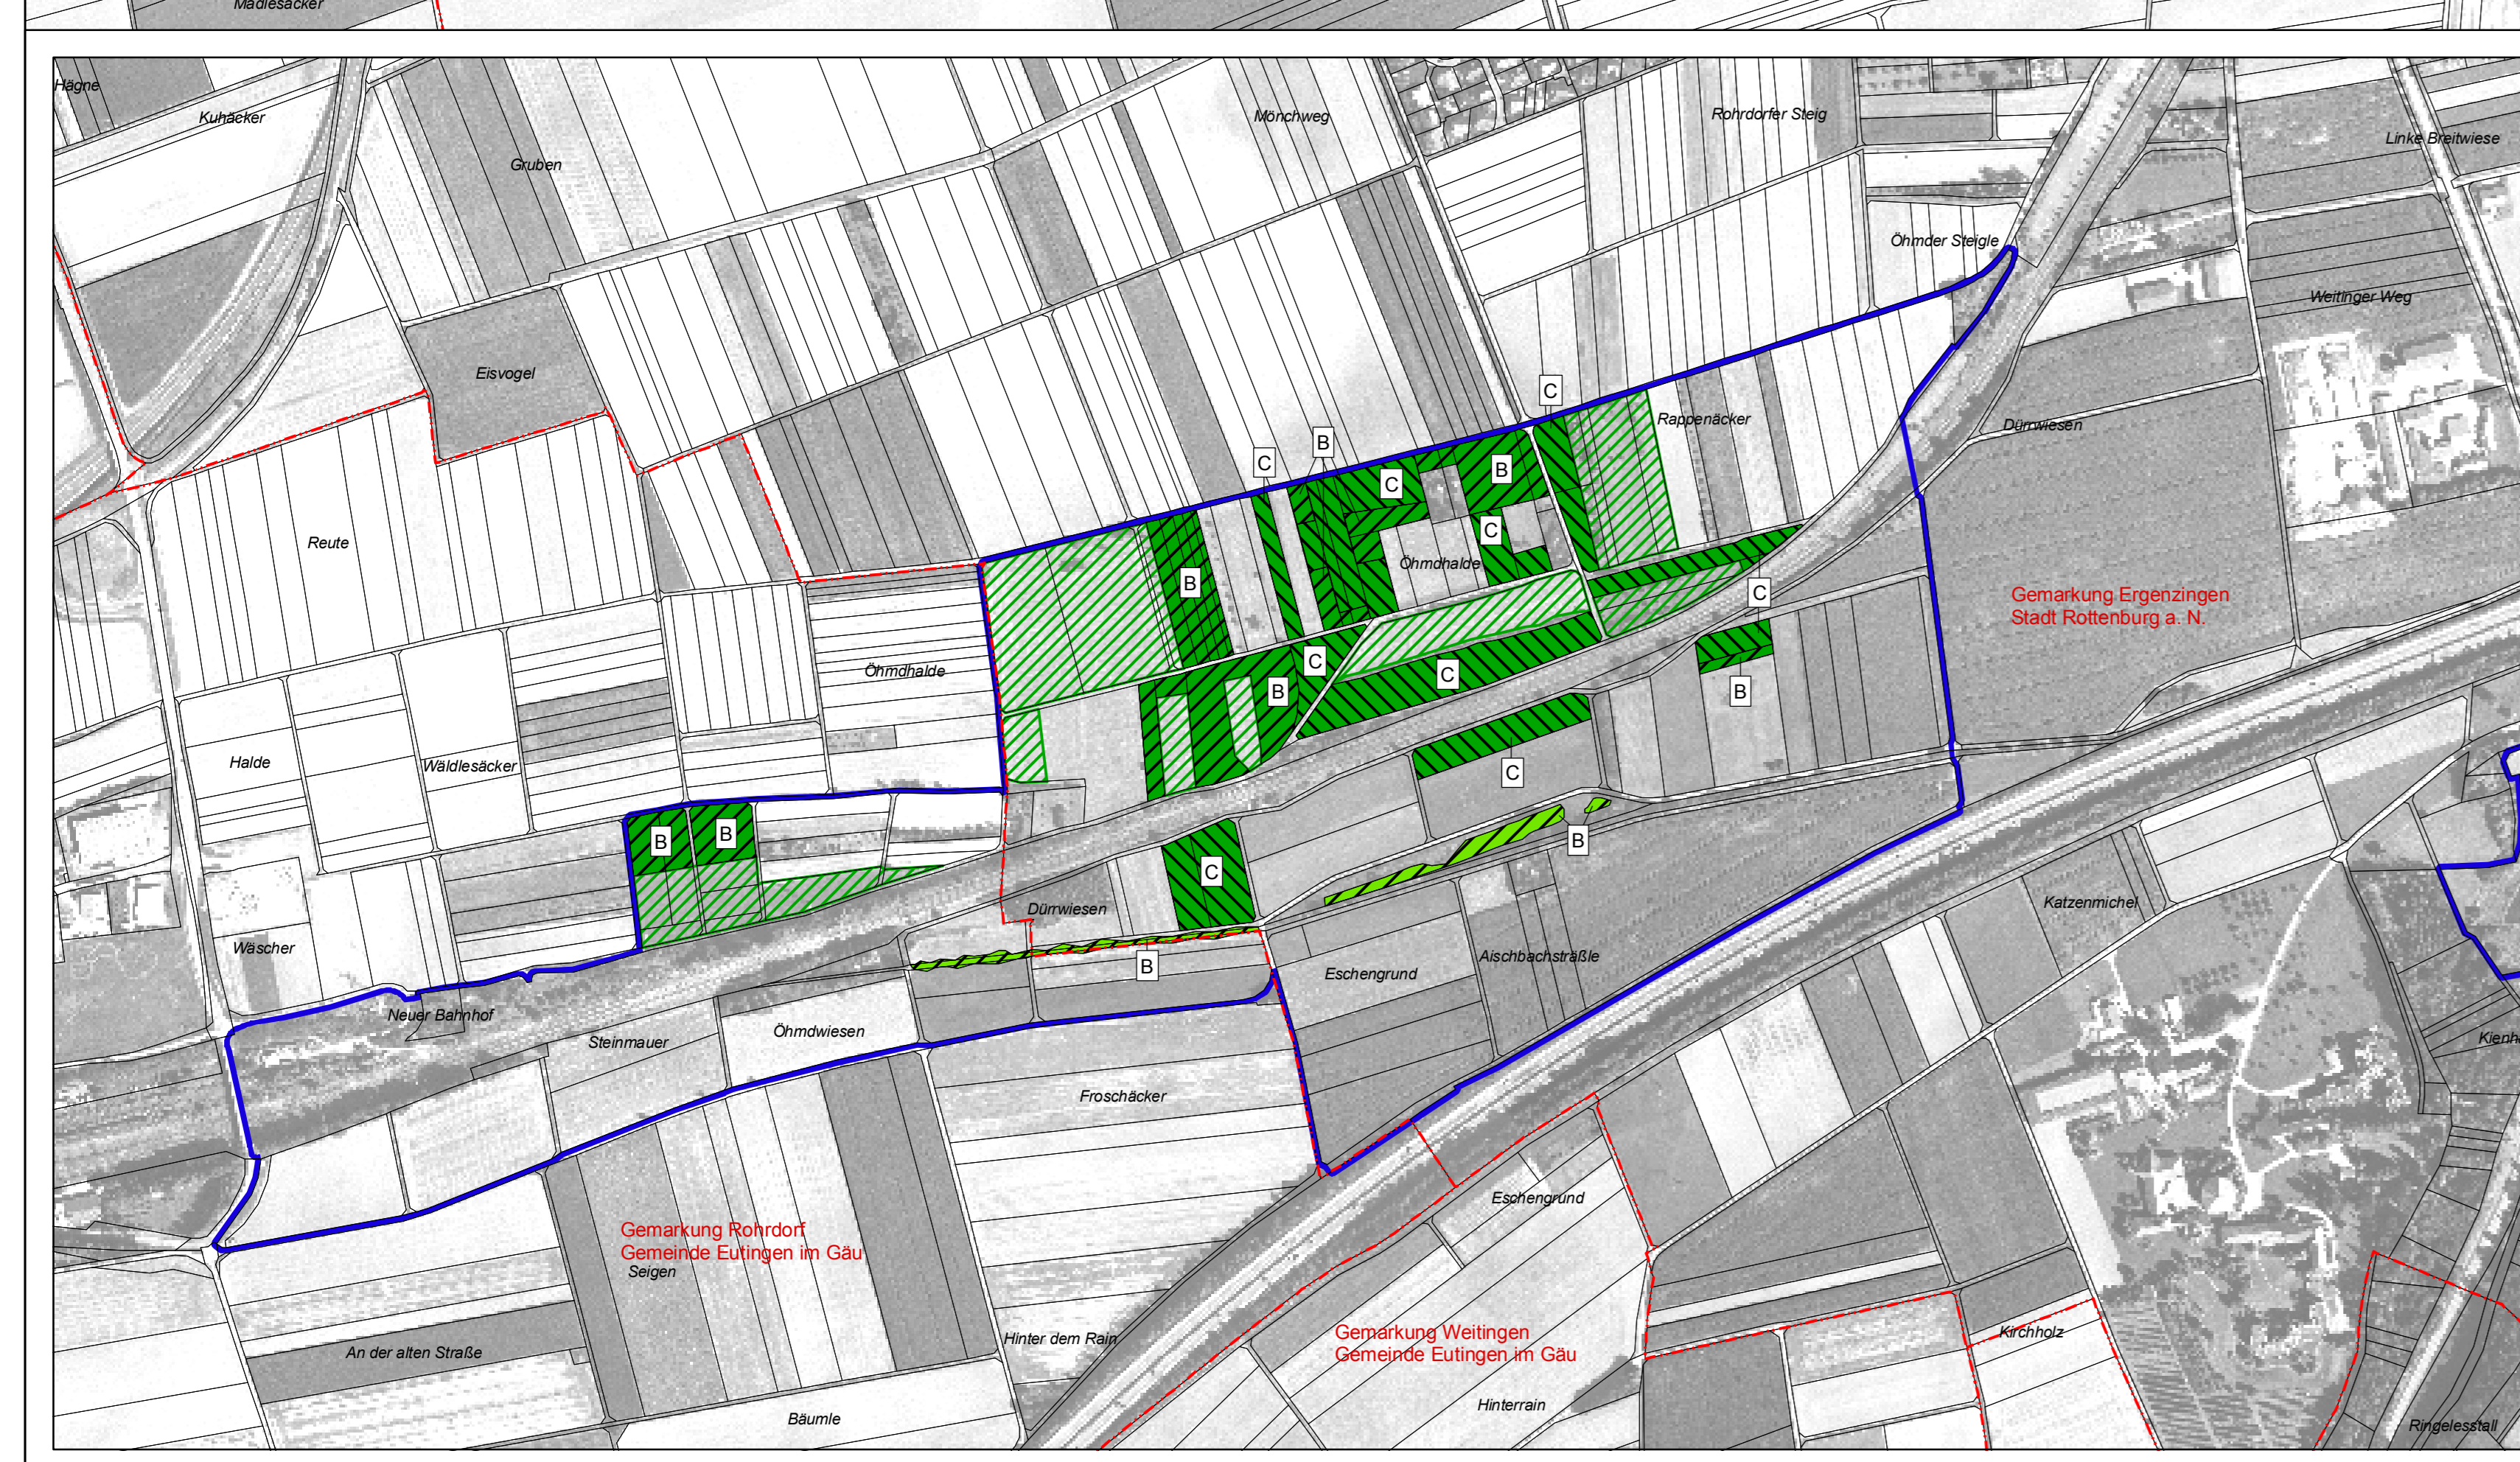 Mädlesäcker
Hägne
Kuhäcker
Gruben
Mönchweg
Rohrdorfer Steig
Linke Breitwiese
Öhmder Steigle
Weitinger Weg
Eisvogel
C
Rappenäcker
Dürrwiesen
B
C
C
B
C
Reute
Öhmdhalde
B
C
Gemarkung Ergenzingen
Stadt Rottenburg a. N.
Öhmdhalde
C
C
B
B
Halde
Wäldlesäcker
C
B
B
B
C
Dürrwiesen
Katzenmichel
Wäscher
B
Eschengrund
Aischbachsträßle
Neuer Bahnhof
Steinmauer
Öhmdwiesen
Froschäcker
Eschengrund
Gemarkung Rohrdorf
Gemeinde Eutingen im Gäu
Seigen
Hinter dem Rain
Gemarkung Weitingen
Gemeinde Eutingen im Gäu
Kirchholz
An der alten Straße
Hinterrain
Bäumle
Ringelesstall